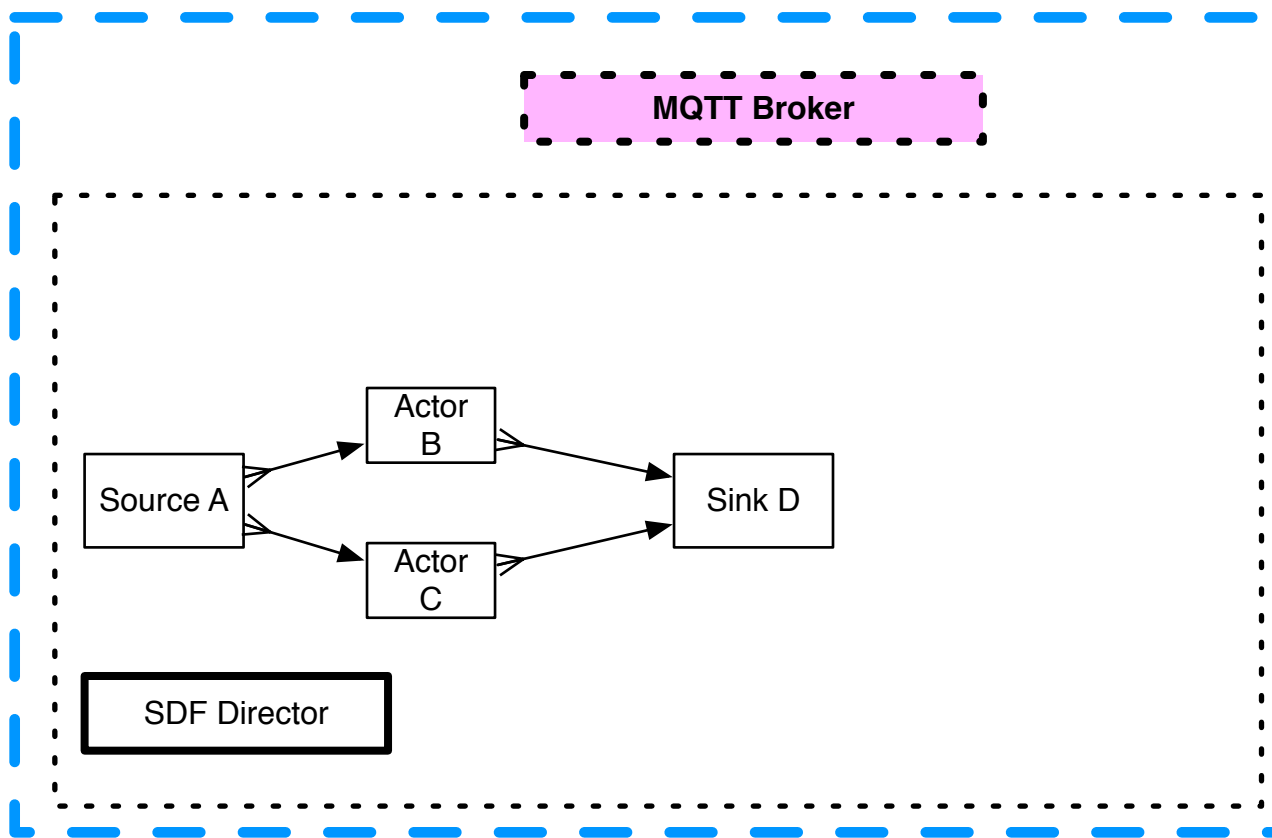 MQTT Broker
Actor
B
Source A
Sink D
Actor
C
SDF Director